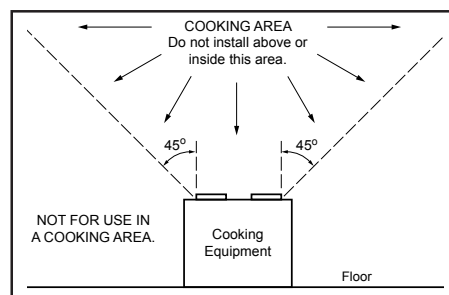 COOKING AREA
Do not install above or
inside this area.
45°
45°
NOT FOR USE IN
A COOKING AREA.
Cooking
Equipment
Floor